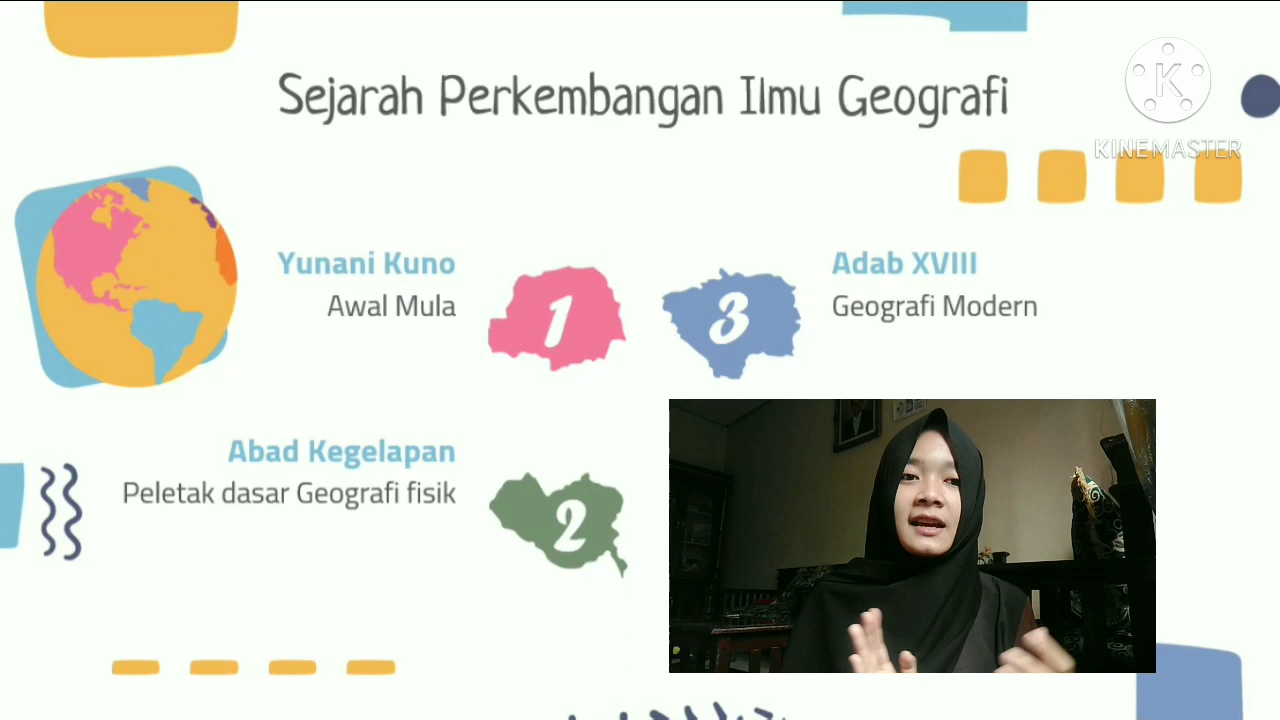 Sejarah Perkembangan Ilmu Geografi
K
KINEMASTER
Yunani Kuno
Awal Mula
1
3
Adab XVIII
Geografi Modern
Abad Kegelapan
Peletak dasar Geografi fisik
2